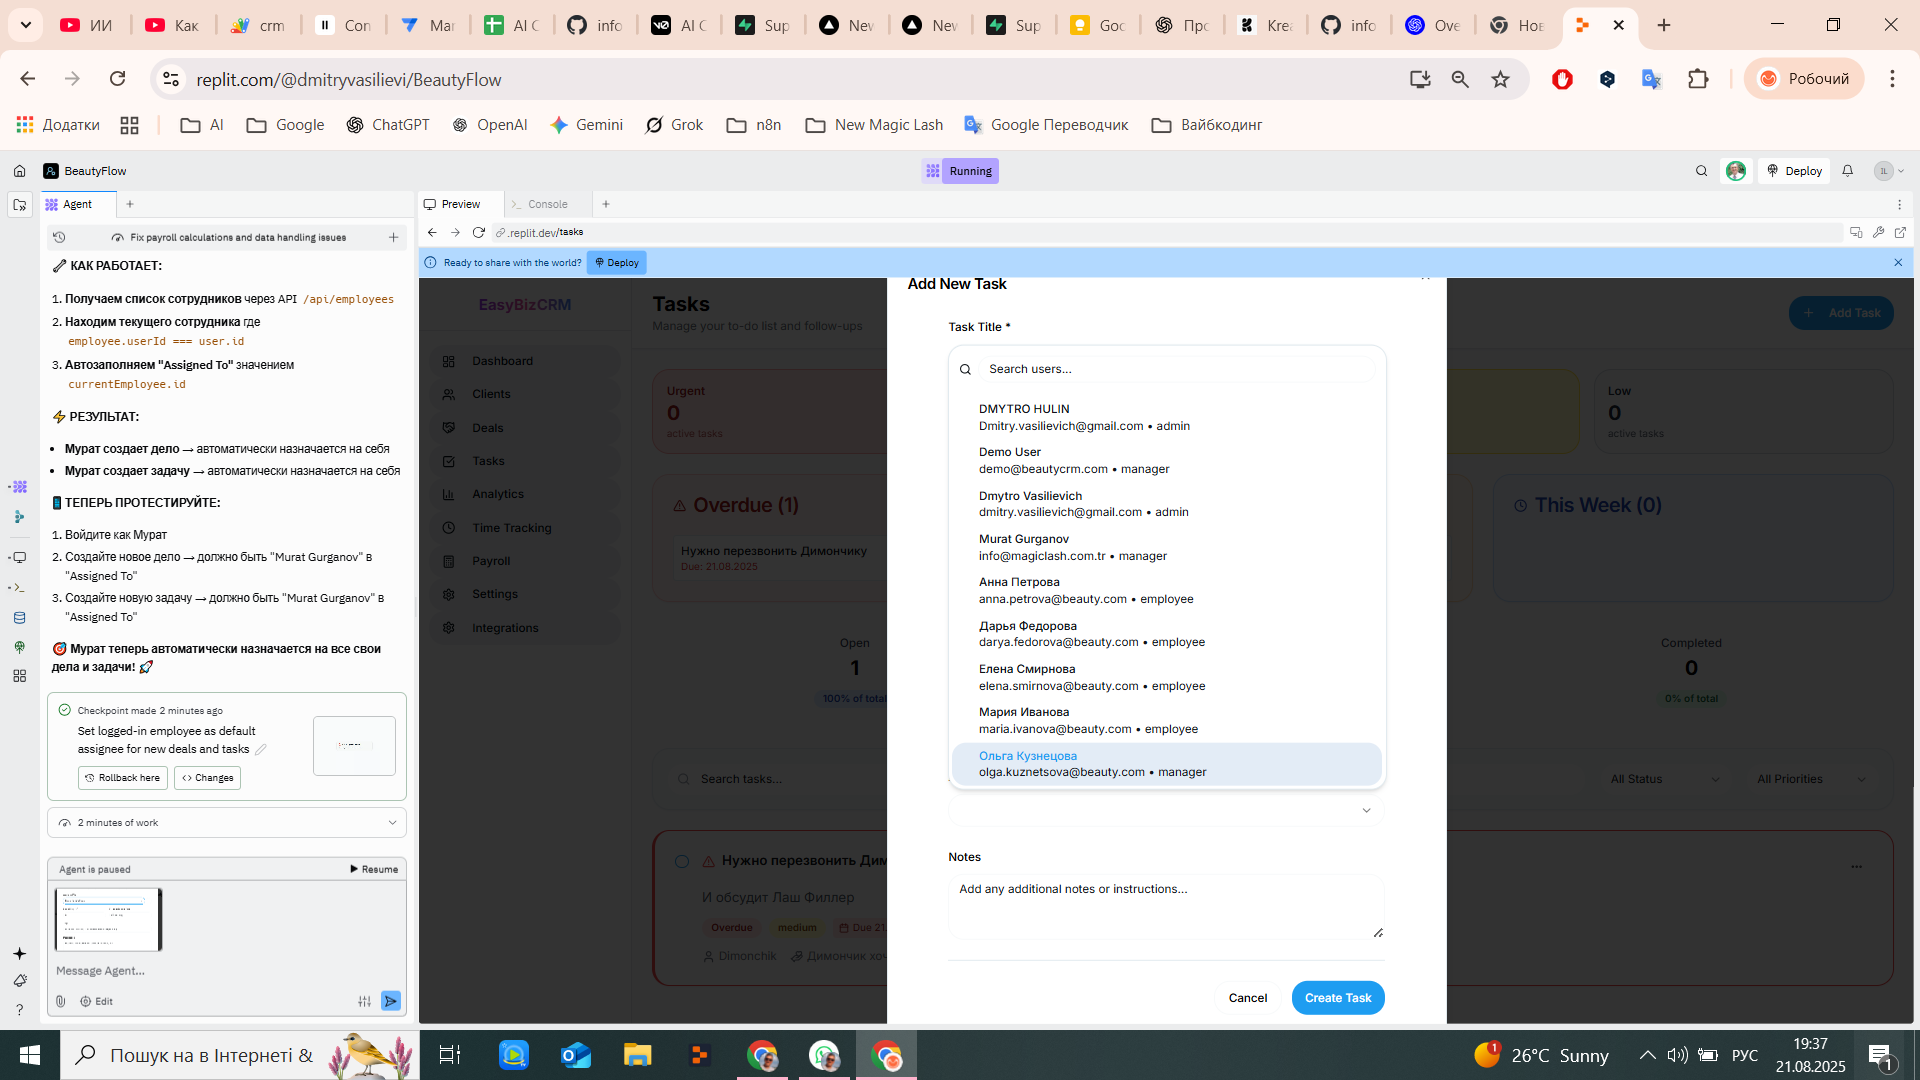 ИИ
Как
crm
Con
Mar
AI C
info
AI C
Sup
Nev
Nev
Sup
Goc
Про
Krea
info
Ove
Нов
replit.com/@dmitryvasilievi/BeautyFlow
Робочий
Додатки
AI
Google
ChatGPT
OpenAI
Gemini
Grok
n8n
New Magic Lash
Google Переводчик
Вайбкодинг
BeautyFlow
Running
Deploy
IL
Agent
Preview
Console
.replit.dev/tasks
Fix payroll calculations and data handling issues
Ready to share with the world?
Deploy
КАК РАБОТАЕТ:
1. Получаем список сотрудников через API /api/employees
2. Находим текущего сотрудника где
employee.userId === user.id
3. Автозаполняем "Assigned To" значением
currentEmployee.id
РЕЗУЛЬТАТ:
• Мурат создает дело → автоматически назначается на себя
• Мурат создает задачу → автоматически назначается на себя
ТЕПЕРЬ ПРОТЕСТИРУЙТЕ:
1. Войдите как Мурат
2. Создайте новое дело → должно быть "Murat Gurganov" в
"Assigned To"
3. Создайте новую задачу → должно быть "Murat Gurganov" в
"Assigned To"
Мурат теперь автоматически назначается на все свои
дела и задачи!
Checkpoint made 2 minutes ago
Set logged-in employee as default
assignee for new deals and tasks
Rollback here
Changes
2 minutes of work
Agent is paused
Resume
Message Agent...
Edit
EasyBizCRM
Dashboard
Clients
Deals
Tasks
Analytics
Time Tracking
Payroll
Settings
Integrations
Tasks
Manage your to-do list and follow-ups
Add Task
Urgent
0
active tasks
Low
0
active tasks
Overdue (1)
Нужно перезвонить Димончику
Due: 21.08.2025
This Week (0)
Open
1
100% of total
Completed
0
0% of total
Search tasks...
All Status
All Priorities
Нужно перезвонить Дим
И обсудит Лаш Филлер
Overdue
medium
Due 21.
Dimonchik
Димончик хоч
Add New Task
Task Title *
Search users...
DMYTRO HULIN
Dmitry.vasilievich@gmail.com • admin
Demo User
demo@beautycrm.com • manager
Dmytro Vasilievich
dmitry.vasilievich@gmail.com • admin
Murat Gurganov
info@magiclash.com.tr • manager
Анна Петрова
anna.petrova@beauty.com • employee
Дарья Федорова
darya.fedorova@beauty.com • employee
Елена Смирнова
elena.smirnova@beauty.com • employee
Мария Иванова
maria.ivanova@beauty.com • employee
Ольга Кузнецова
olga.kuznetsova@beauty.com • manager
Notes
Add any additional notes or instructions...
Cancel
Create Task
Пошук на в Інтернеті &
1
26°C Sunny
РУС
19:37
21.08.2025
1